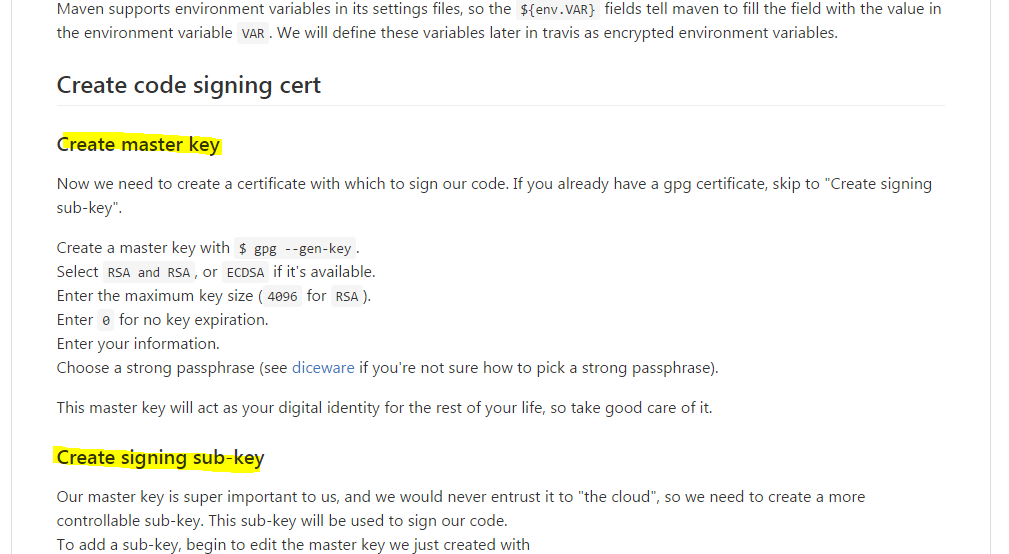 Maven supports environment variables in its settings files, so the ${env.VAR} fields tell maven to fill the field with the value in
the environment variable VAR . We will define these variables later in travis as encrypted environment variables.
Create code signing cert
Create master key
Now we need to create a certificate with which to sign our code. If you already have a gpg certificate, skip to "Create signing
sub-key".
Create a master key with $ gpg --gen-key .
Select RSA and RSA , or ECDSA if it's available.
Enter the maximum key size ( 4096 for RSA ).
Enter 0 for no key expiration.
Enter your information.
Choose a strong passphrase (see diceware if you're not sure how to pick a strong passphrase).
This master key will act as your digital identity for the rest of your life, so take good care of it.
Create signing sub-key
Our master key is super important to us, and we would never entrust it to "the cloud", so we need to create a more
controllable sub-key. This sub-key will be used to sign our code.
To add a sub-key, begin to edit the master key we just created with